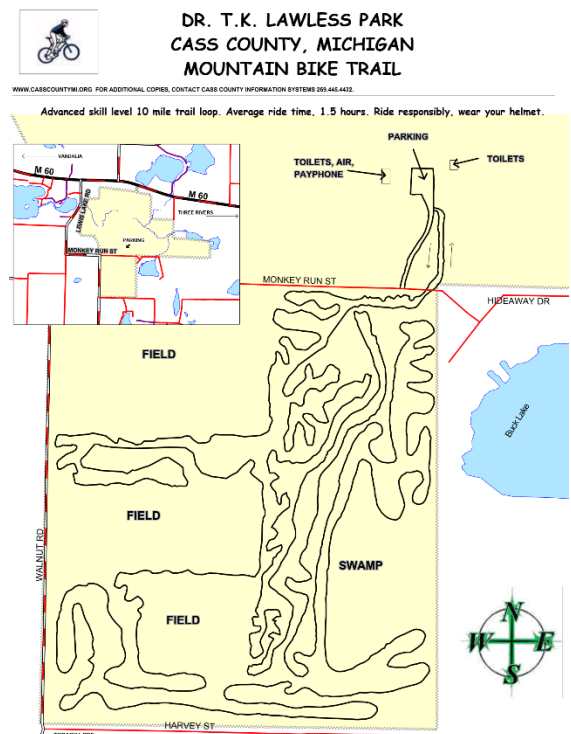 DR. T.K. LAWLESS PARK
CASS COUNTY, MICHIGAN
MOUNTAIN BIKE TRAIL
WWW.CASSCOUNTYMI.ORG FOR ADDITIONAL COPIES, CONTACT CASS COUNTY INFORMATION SYSTEMS 269.445.4432.
Advanced skill level 10 mile trail loop. Average ride time, 1.5 hours. Ride responsibly, wear your helmet.
PARKING
TOILETS, AIR,
PAYPHONE
TOILETS
VANDALIA
M 60
M 60
LEWIS LAKE RD
THREE RIVERS
PARKING
MONKEY RUN ST
MONKEY RUN ST
HIDEAWAY DR
FIELD
Buck Lake
FIELD
WALNUT RD
SWAMP
FIELD
N
W E
S
HARVEY ST